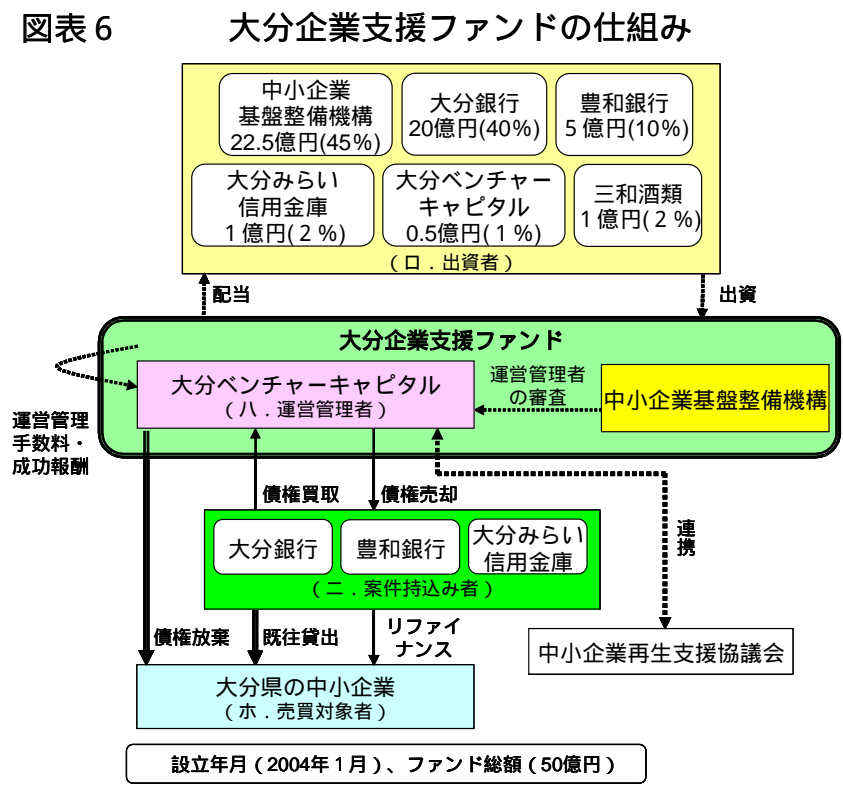 図表６ 大分企業支援ファンドの仕組み
中小企業
基盤整備機構
22.5億円(45%)
大分銀行
20億円(40%)
豊和銀行
５億円(10%)
大分みらい
信用金庫
１億円(２%)
大分ベンチャー
キャピタル
0.5億円(１%)
三和酒類
１億円(２%)
（ロ．出資者）
配当
出資
大分企業支援ファンド
大分ベンチャーキャピタル
（八．運営管理者）
運営管理者
の審査
中小企業基盤整備機構
運営管理
手数料・
成功報酬
債権買取
債権売却
大分銀行
豊和銀行
大分みらい
信用金庫
（二．案件持込み者）
連携
債権放棄
既往貸出
リファイ
ナンス
中小企業再生支援協議会
大分県の中小企業
（ホ．売買対象者）
設立年月（2004年１月）、ファンド総額（50億円）